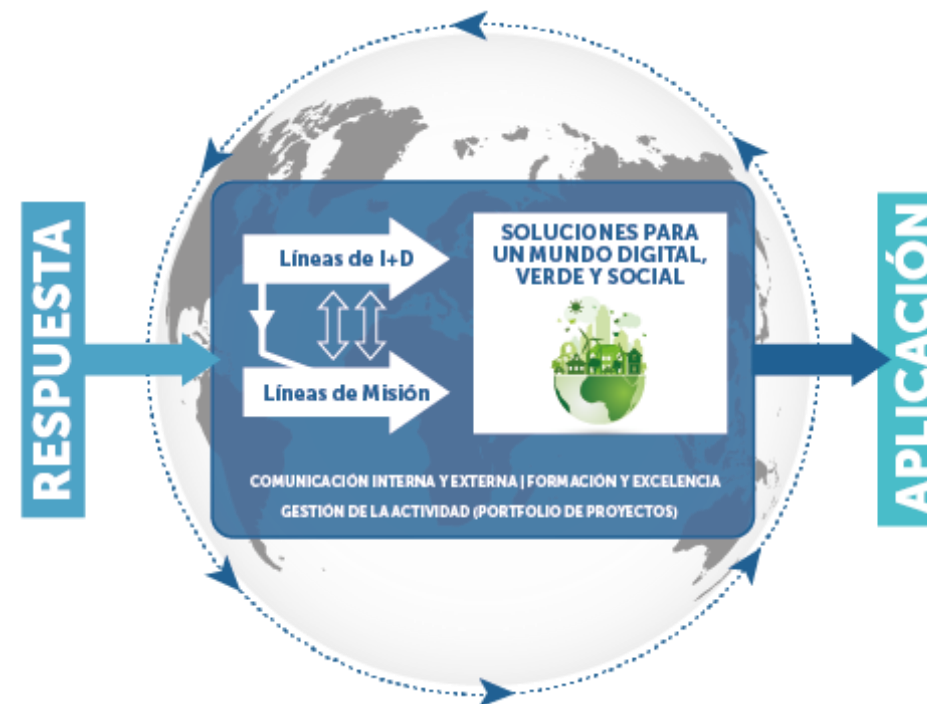 RESPUESTA
Líneas de I+D
Líneas de Misión
SOLUCIONES PARA
UN MUNDO DIGITAL,
VERDE Y SOCIAL
COMUNICACIÓN INTERNA Y EXTERNA | FORMACIÓN Y EXCELENCIA
GESTIÓN DE LA ACTIVIDAD (PORTFOLIO DE PROYECTOS)
APLICACIÓN